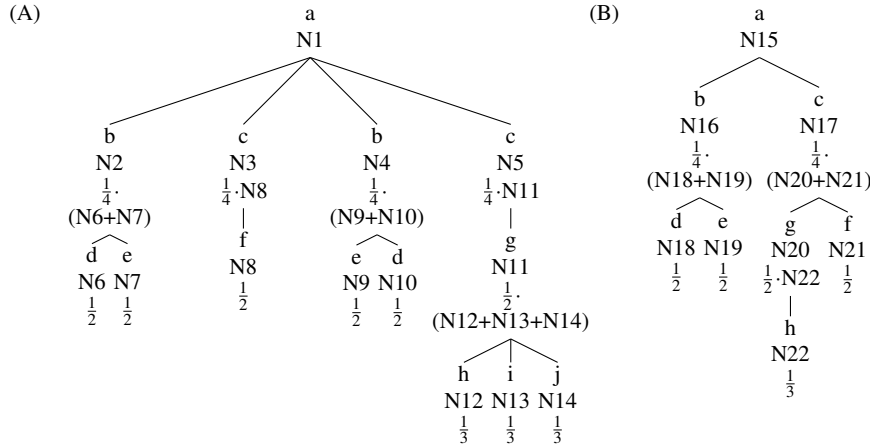 (A) a (B) a
N1 N15
b c b c b c
N2 N3 N4 N5 N16 N17
1/4· 1/4·N8 1/4· 1/4·N11 1/4· 1/4·
(N6+N7) (N9+N10) (N18+N19) (N20+N21)
d e f e d g d e g f
N6 N7 N8 N9 N10 N11 N18 N19 N20 N21
1/2 1/2 1/2 1/2 1/2 1/2· 1/2 1/2 1/2·N22 1/2
(N12+N13+N14) h
h i j N22
N12 N13 N14 1/3
1/3 1/3 1/3